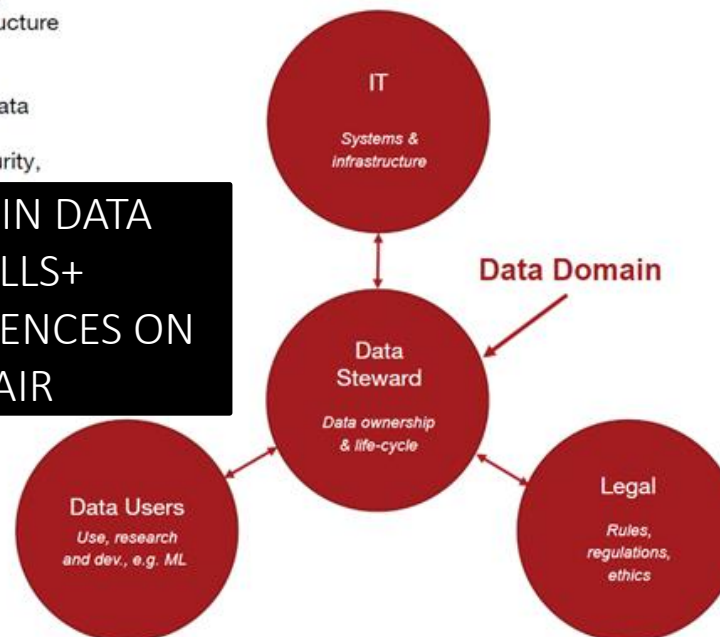 ucture
ata
urity,
IN DATA
LLS+
ENCES ON
AIR
IT
Systems &
infrastructure
Data Domain
Data
Steward
Data ownership
& life-cycle
Data Users
Use, research
and dev., e.g. ML
Legal
Rules,
regulations,
ethics